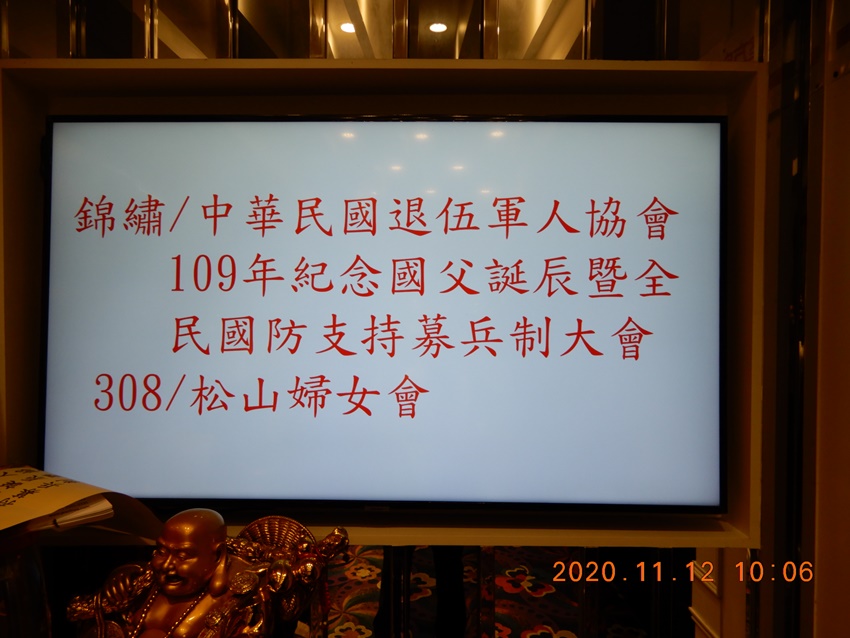 錦繡/中華民國退伍軍人協會
109年紀念國父誕辰暨全
民國防支持募兵制大會
308/松山婦女會
2020.11.12 10:06